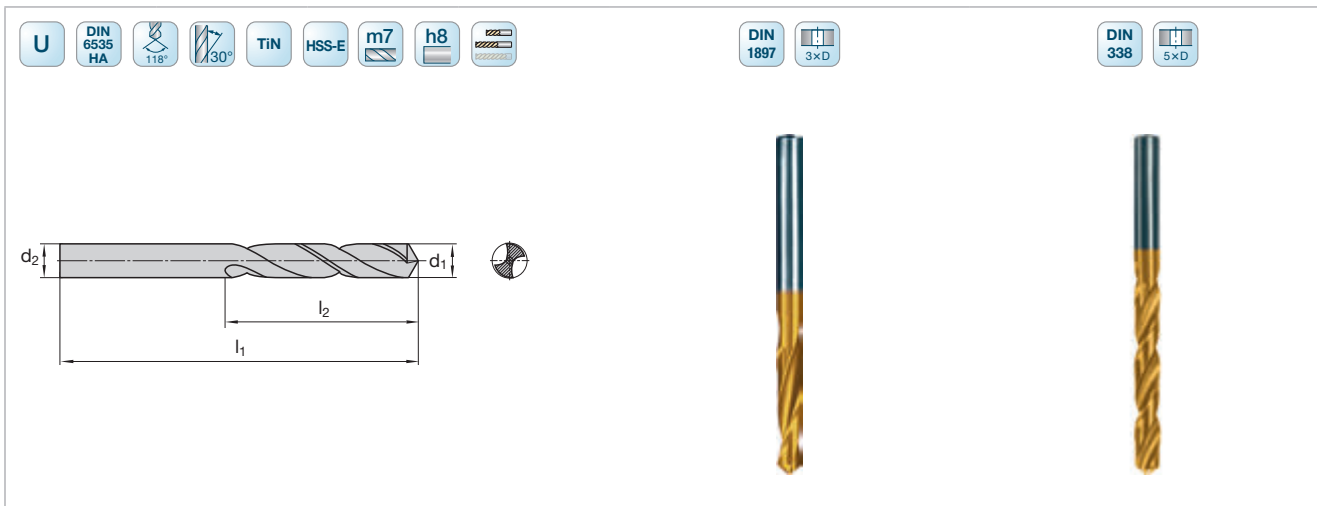 U
DIN
6535
HA
118°
30°
TiN
HSS-E
m7
h8
DIN
1897
3×D
DIN
338
5×D
d₂
d₁
l₂
l₁